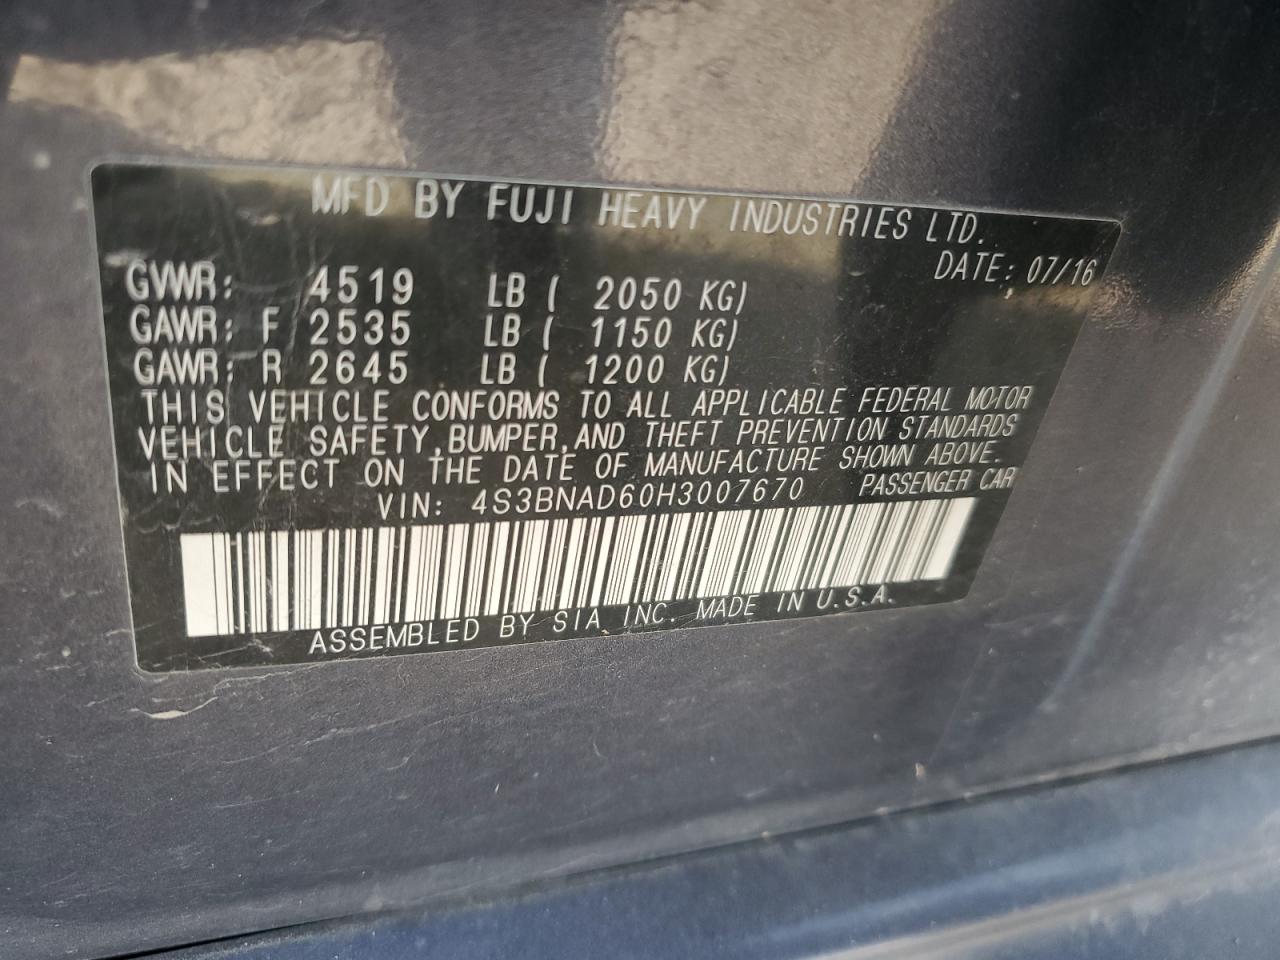 MFD BY FUJI HEAVY INDUSTRIES LTD.
DATE: 07/16
GVWR: 4519 LB ( 2050 KG)
GAWR: F 2535 LB ( 1150 KG)
GAWR: R 2645 LB ( 1200 KG)
THIS VEHICLE CONFORMS TO ALL APPLICABLE FEDERAL MOTOR
VEHICLE SAFETY,BUMPER,AND THEFT PREVENTION STANDARDS
IN EFFECT ON THE DATE OF MANUFACTURE SHOWN ABOVE.
VIN: 4S3BNAD60H3007670 PASSENGER CAR
ASSEMBLED BY SIA INC. MADE IN U.S.A.